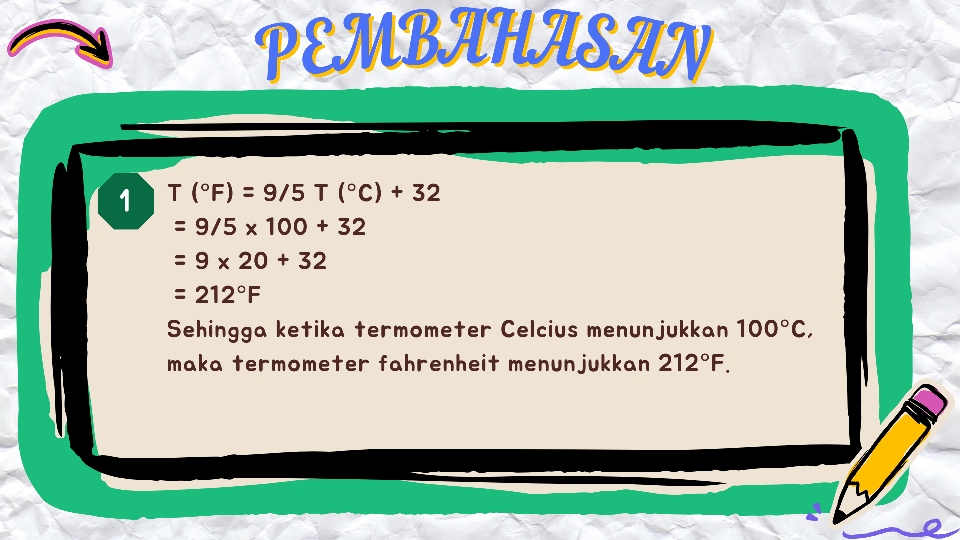 PEMBAHASAN
1
T (°F) = 9/5 T (°C) + 32
= 9/5 x 100 + 32
= 9 x 20 + 32
= 212°F
Sehingga ketika termometer Celcius menunjukkan 100°C,
maka termometer fahrenheit menunjukkan 212°F.